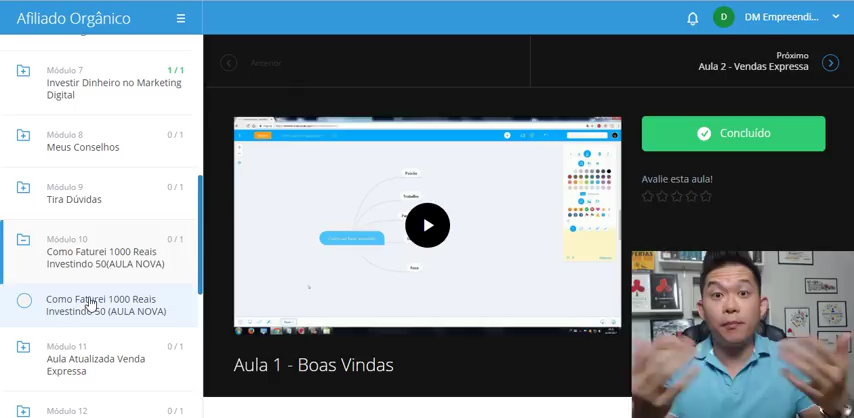 Afiliado Orgânico
D
DM Empreendi...
Módulo 7
1 / 1
Investir Dinheiro no Marketing
Digital
Módulo 8
0 / 1
Meus Conselhos
Módulo 9
0 / 1
Tira Dúvidas
Módulo 10
0 / 1
Como Faturei 1000 Reais
Investindo 50(AULA NOVA)
Como Faturei 1000 Reais
Investindo 50 (AULA NOVA)
Módulo 11
0 / 1
Aula Atualizada Venda
Expressa
Módulo 12
0 / 1
Anterior
Próximo
Aula 2 - Vendas Expressa
Concluído
Avalie esta aula!
Aula 1 - Boas Vindas